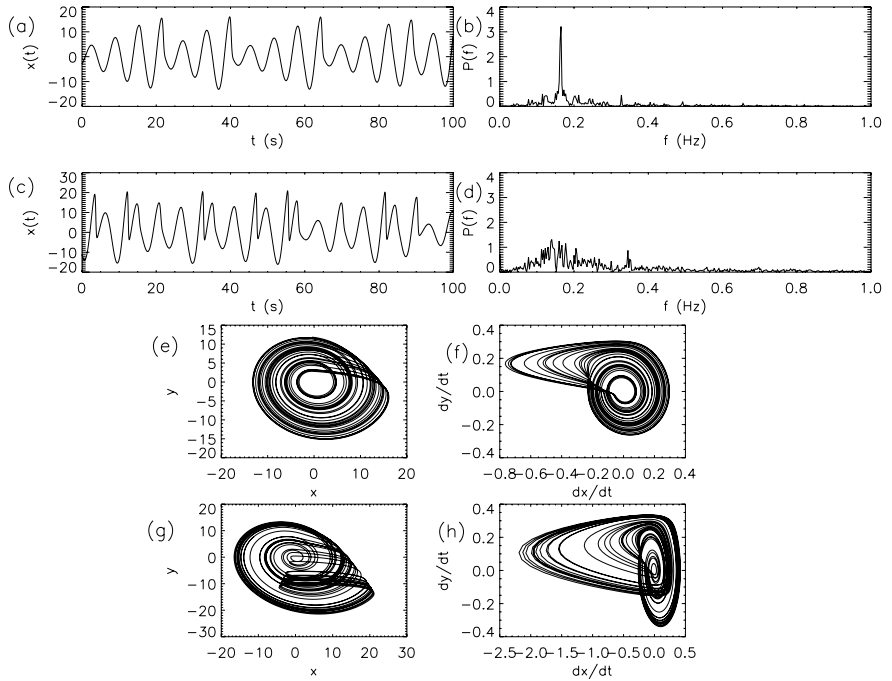 (a)
x(t)
20
10
0
−10
−20
0 20 40 60 80 100
t (s)
(b)
P(f)
4
3
2
1
0
0.0 0.2 0.4 0.6 0.8 1.0
f (Hz)
(c)
x(t)
30
20
10
0
−10
−20
0 20 40 60 80 100
t (s)
(d)
P(f)
4
3
2
1
0
0.0 0.2 0.4 0.6 0.8 1.0
f (Hz)
(e)
y
15
10
5
0
−5
−10
−15
−20
−20 −10 0 10 20
x
(f)
dy/dt
0.4
0.2
0.0
−0.2
−0.4
−0.8−0.6−0.4−0.2 0.0 0.2 0.4
dx/dt
(g)
y
20
10
0
−10
−20
−30
−20 −10 0 10 20 30
x
(h)
dy/dt
0.4
0.2
0.0
−0.2
−0.4
−2.5−2.0−1.5−1.0−0.5 0.0 0.5
dx/dt